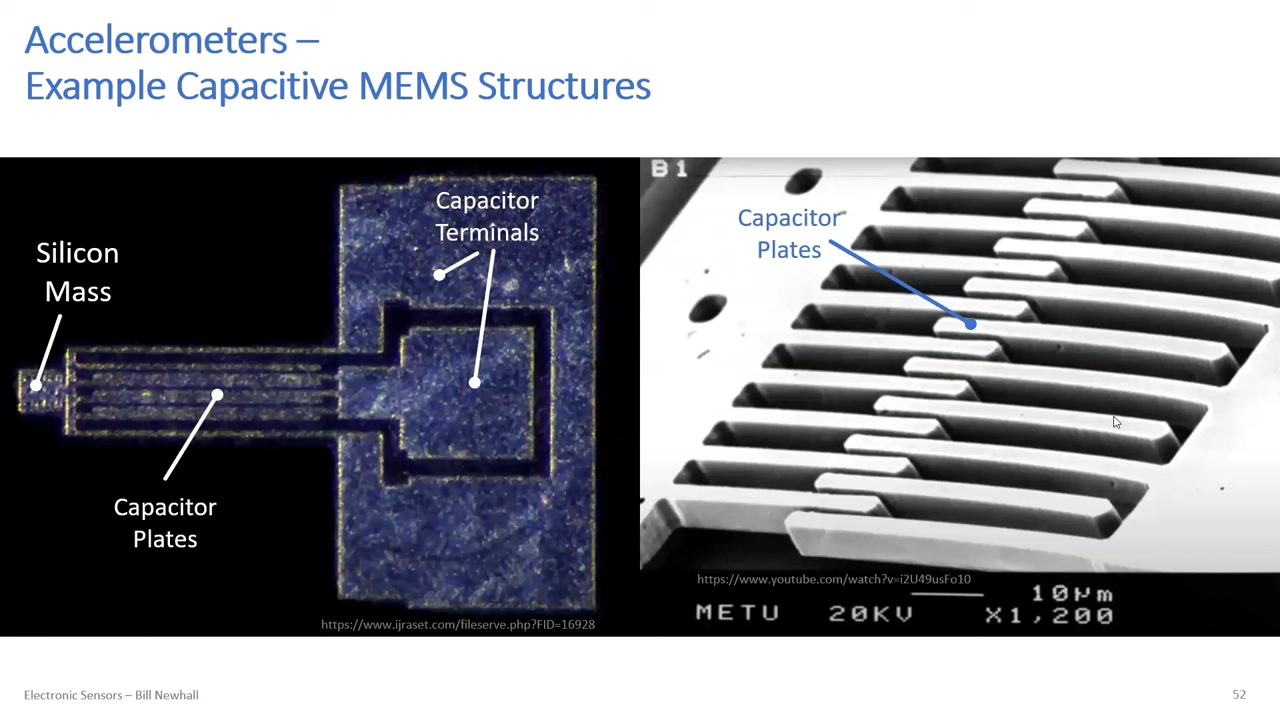 Accelerometers –
Example Capacitive MEMS Structures
Silicon
Mass
Capacitor
Terminals
Capacitor
Plates
https://www.ijraset.com/fileserve.php?FID=16928
B 1
Capacitor
Plates
https://www.youtube.com/watch?v=i2U49usFo10
10µm
METU 20KV X1,200
Electronic Sensors – Bill Newhall
52